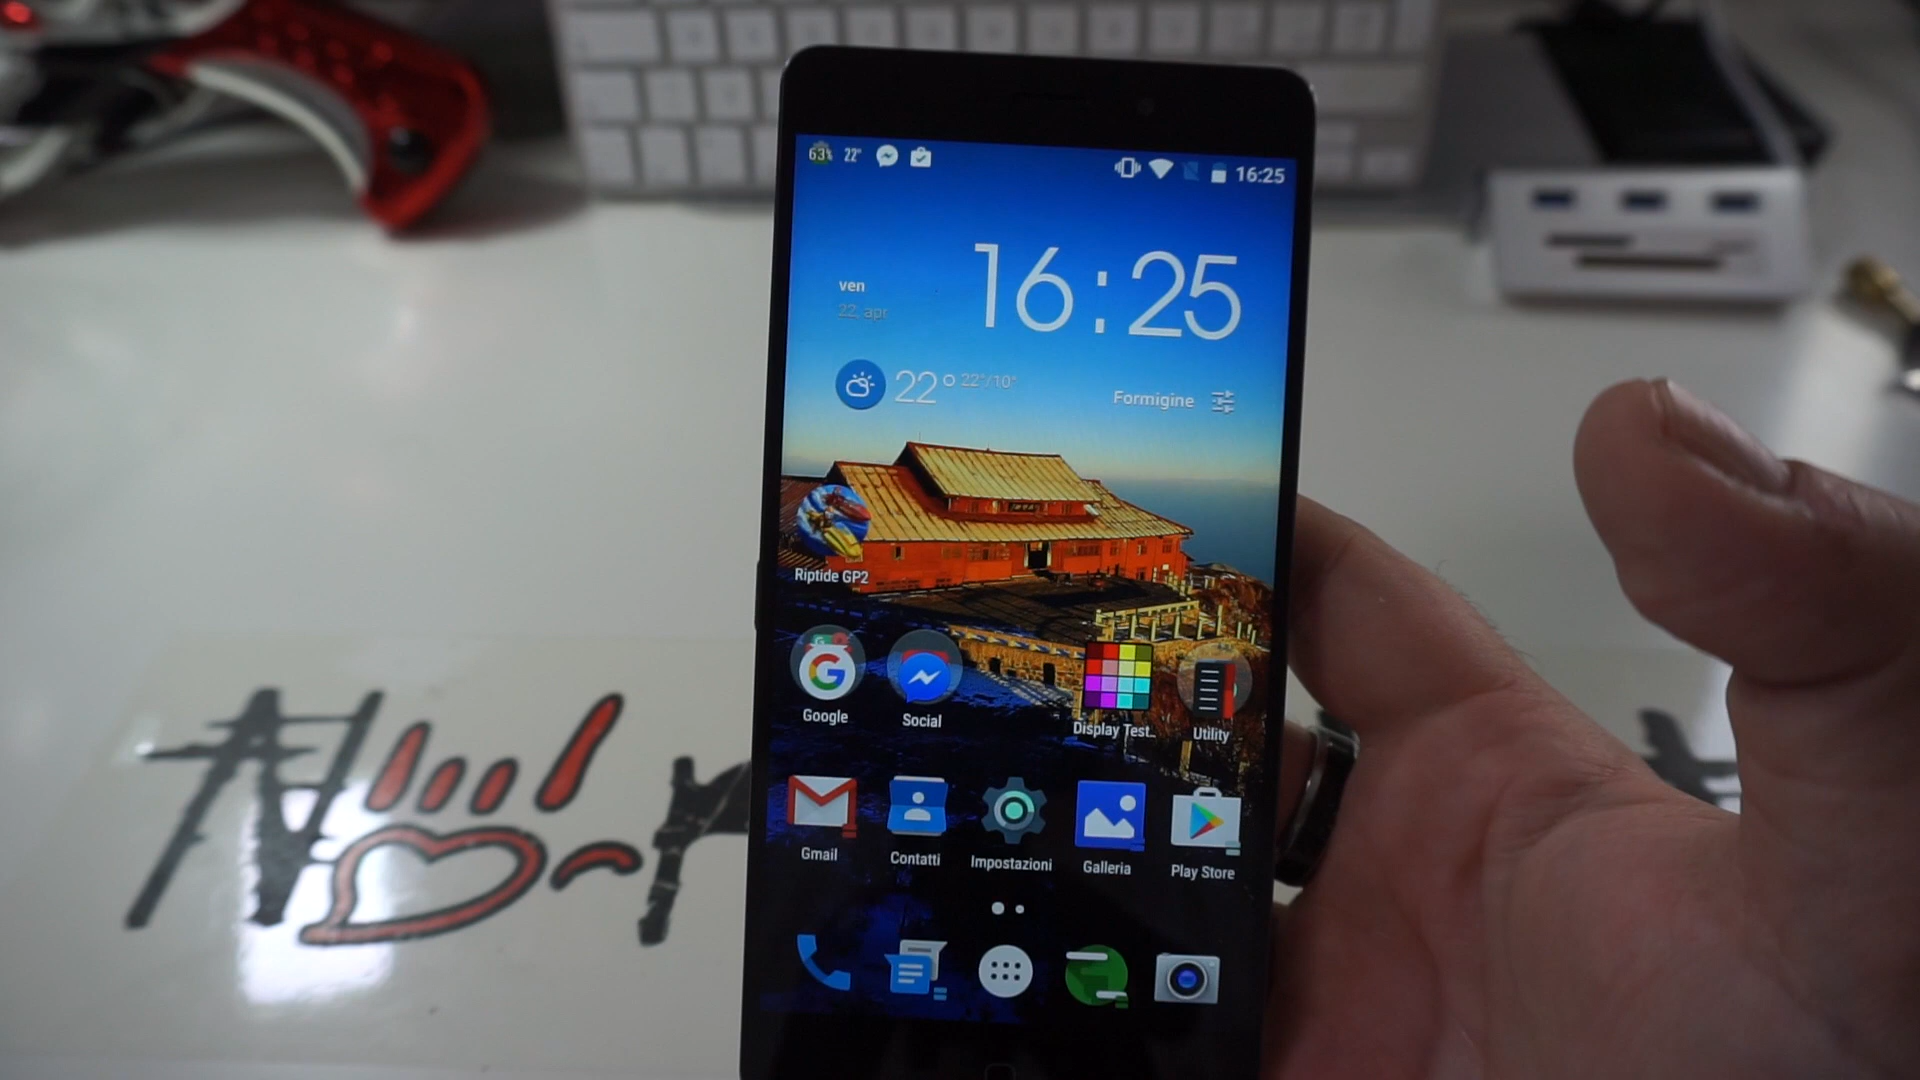 63% 22° 16:25
16:25
ven
22, apr
22° 22°/10°
Formigine
Riptide GP2
Google
Social
Display Test..
Utility
Gmail
Contatti
Impostazioni
Galleria
Play Store